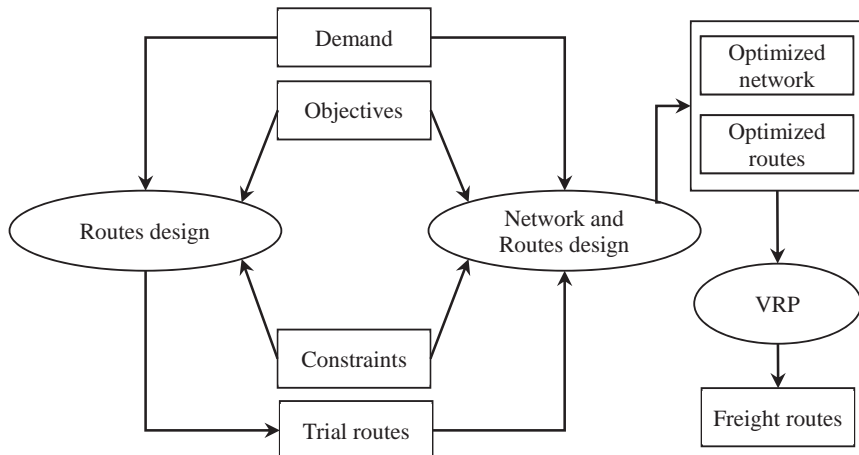 Demand
Objectives
Routes design
Network and
Routes design
Constraints
Trial routes
Optimized
network
Optimized
routes
VRP
Freight routes